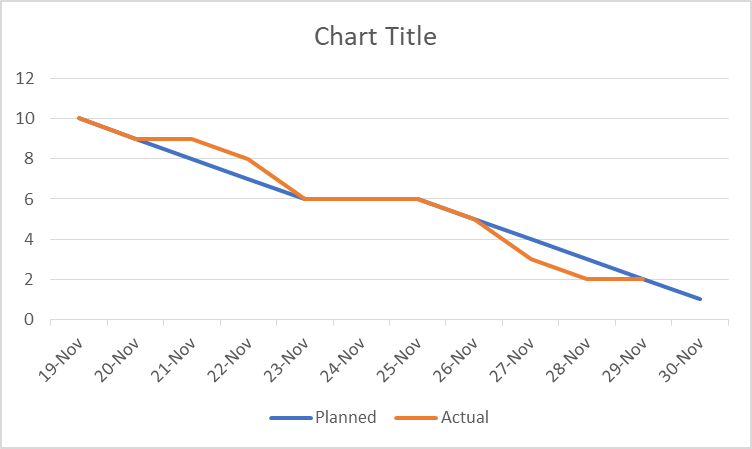 Chart Title
12
10
8
6
4
2
0
19-Nov 20-Nov 21-Nov 22-Nov 23-Nov 24-Nov 25-Nov 26-Nov 27-Nov 28-Nov 29-Nov 30-Nov
Planned Actual